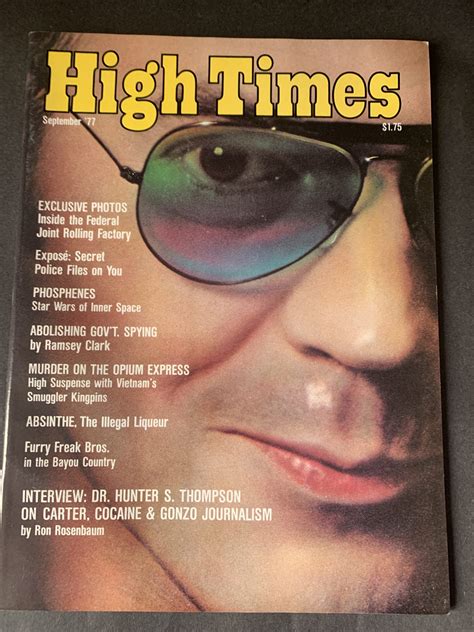 High Times
September '77
$1.75
EXCLUSIVE PHOTOS
Inside the Federal
Joint Rolling Factory
Exposé: Secret
Police Files on You
PHOSPHENES
Star Wars of Inner Space
ABOLISHING GOV'T. SPYING
by Ramsey Clark
MURDER ON THE OPIUM EXPRESS
High Suspense with Vietnam's
Smuggler Kingpins
ABSINTHE, The Illegal Liqueur
Furry Freak Bros.
in the Bayou Country
INTERVIEW: DR. HUNTER S. THOMPSON
ON CARTER, COCAINE & GONZO JOURNALISM
by Ron Rosenbaum